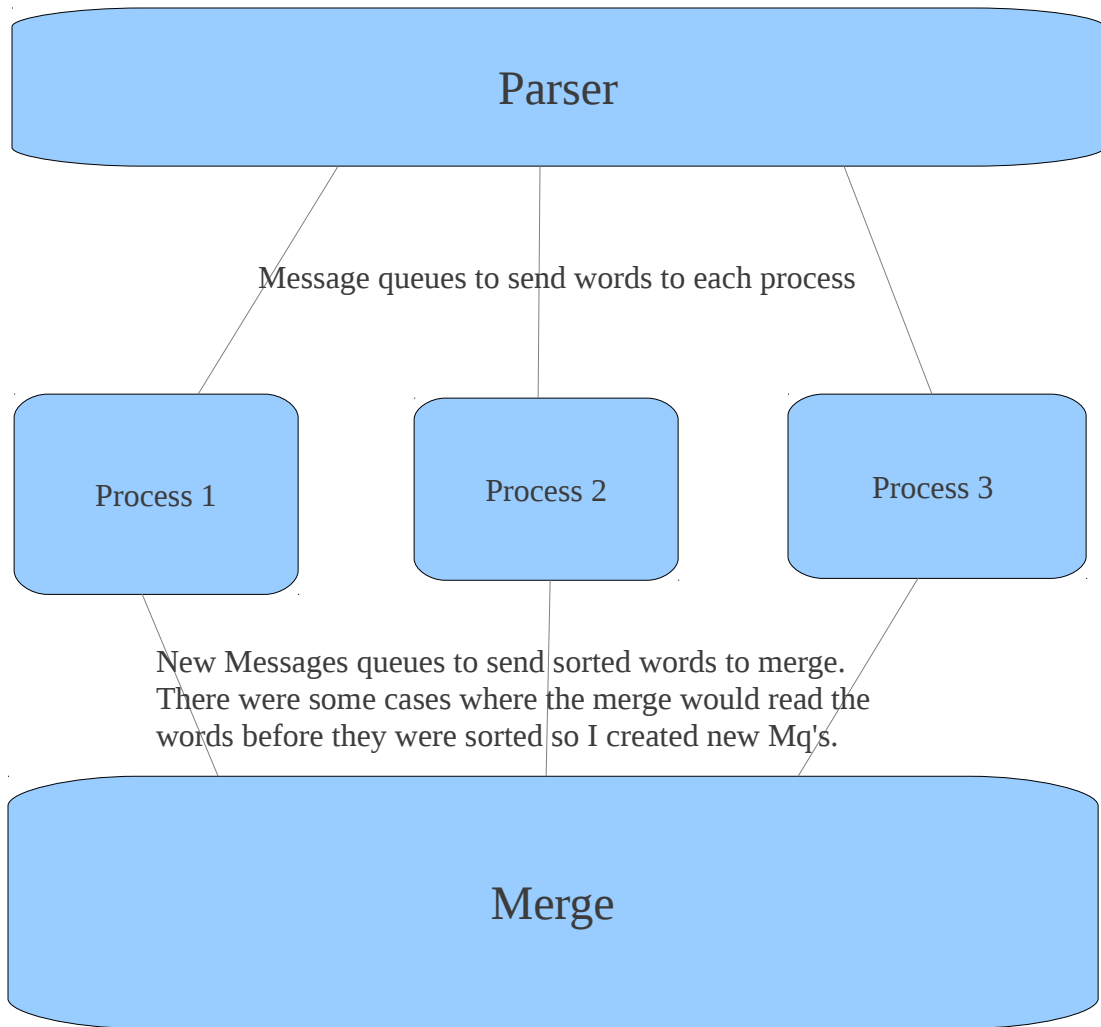 Parser
Message queues to send words to each process
Process 1
Process 2
Process 3
New Messages queues to send sorted words to merge.
There were some cases where the merge would read the
words before they were sorted so I created new Mq's.
Merge